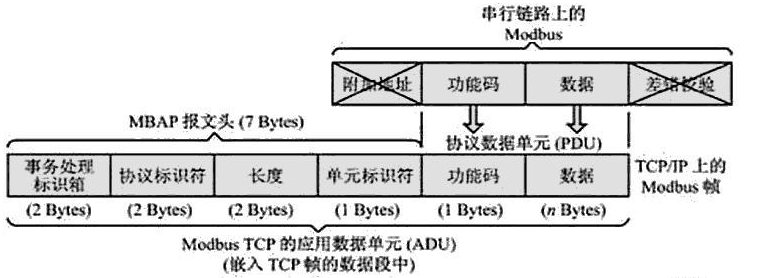 串行链路上的
Modbus
附加地址
功能码
数据
差错校验
MBAP 报文头 (7 Bytes)
协议数据单元 (PDU)
事务处理
标识箱
协议标识符
长度
单元标识符
功能码
数据
TCP/IP 上的
Modbus 帧
(2 Bytes)
(2 Bytes)
(2 Bytes)
(1 Bytes)
(1 Bytes)
(n Bytes)
Modbus TCP 的应用数据单元 (ADU)
(嵌入 TCP 帧的数据段中)